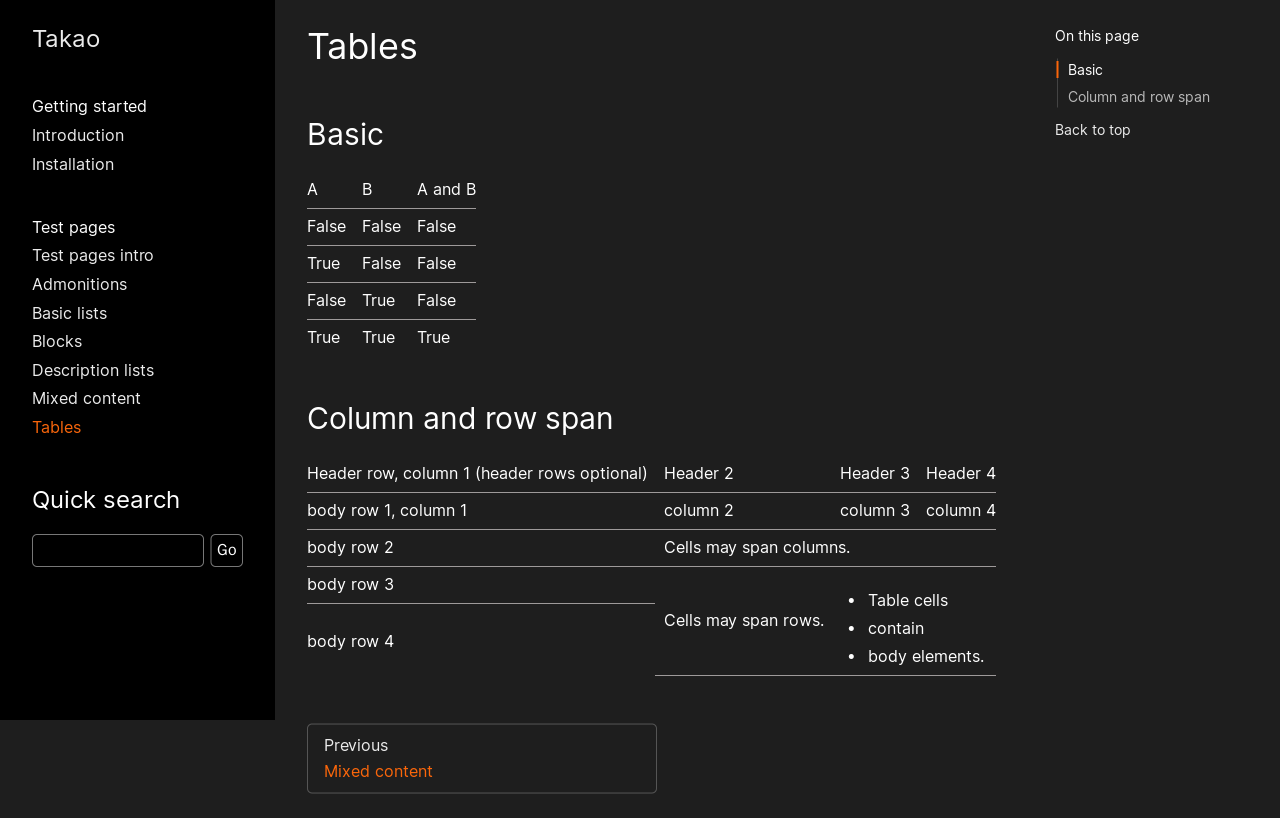 Takao
Getting started
Introduction
Installation
Test pages
Test pages intro
Admonitions
Basic lists
Blocks
Description lists
Mixed content
Tables
Quick search
Go
Tables
Basic
A B A and B
False False False
True False False
False True False
True True True
Column and row span
Header row, column 1 (header rows optional) Header 2 Header 3 Header 4
body row 1, column 1 column 2 column 3 column 4
body row 2 Cells may span columns.
body row 3
Cells may span rows.
• Table cells
• contain
• body elements.
body row 4
Previous
Mixed content
On this page
Basic
Column and row span
Back to top